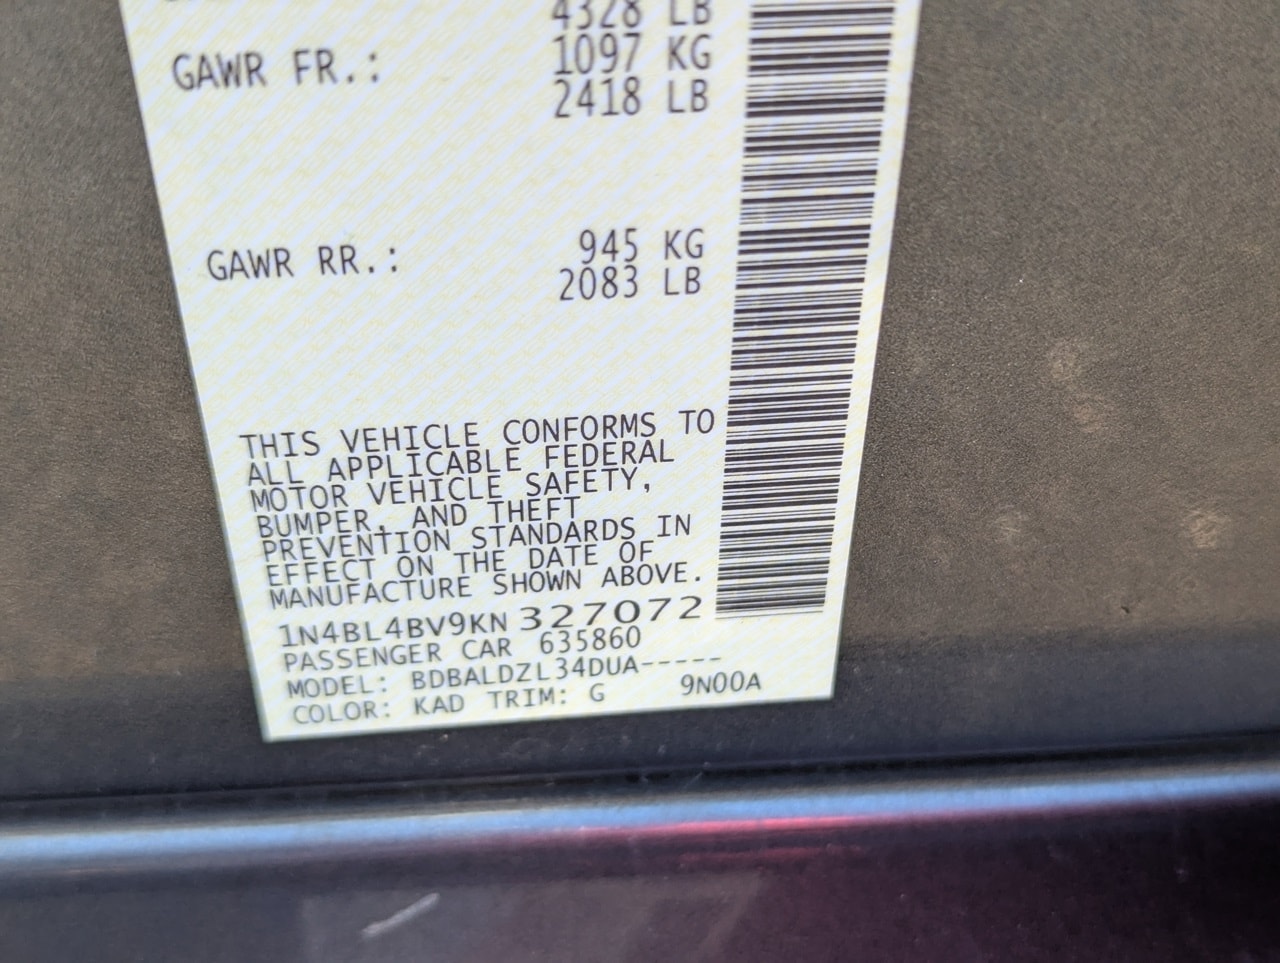 4328 LB
GAWR FR.: 1097 KG
2418 LB
GAWR RR.: 945 KG
2083 LB
THIS VEHICLE CONFORMS TO
ALL APPLICABLE FEDERAL
MOTOR VEHICLE SAFETY,
BUMPER, AND THEFT
PREVENTION STANDARDS IN
EFFECT ON THE DATE OF
MANUFACTURE SHOWN ABOVE.
1N4BL4BV9KN327072
PASSENGER CAR 635860
MODEL: BDBALDZL34DUA-----
COLOR: KAD TRIM: G 9N00A